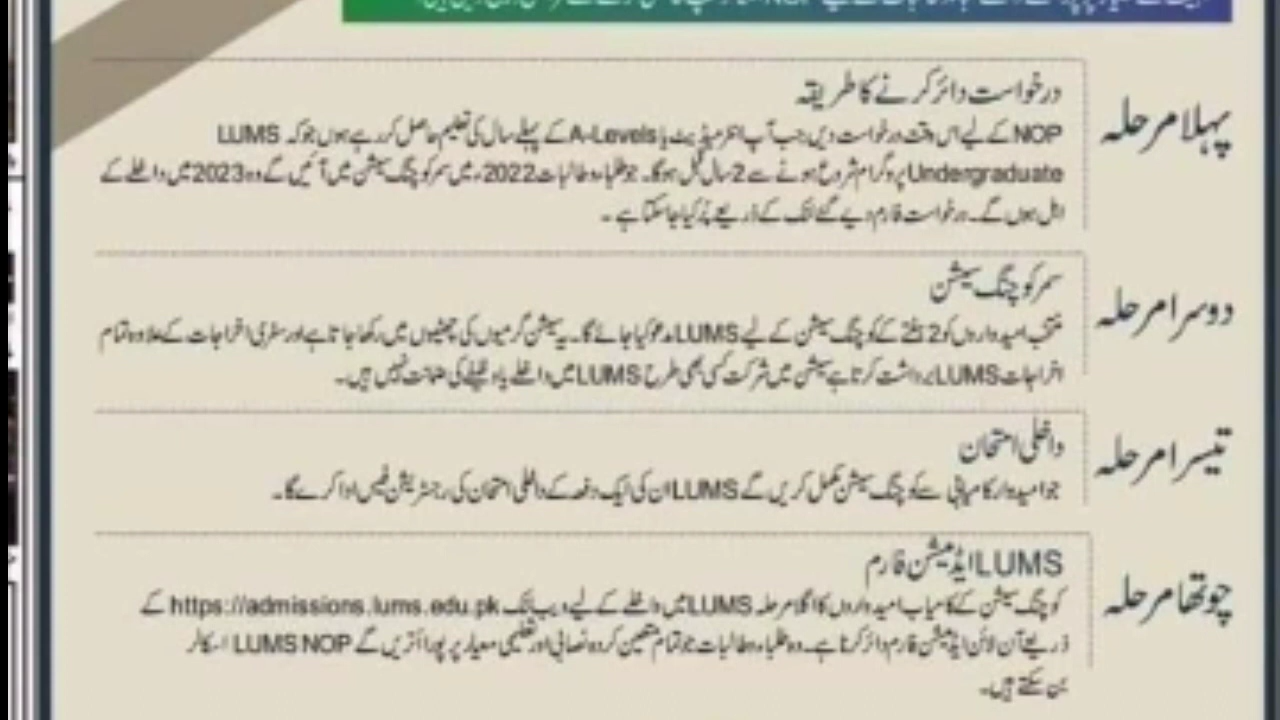 پہلا مرحلہ
درخواست دائر کرنے کا طریقہ
NOP کے لیے اس وقت درخواست دیں جب آپ انٹرمیڈیٹ یا A-Levels کے پہلے سال کی تعلیم حاصل کر رہے ہوں جو کہ LUMS
Undergraduate پروگرام شروع ہونے سے 2 سال قبل ہوگا۔ جو طلباء و طالبات 2022ء میں سمر کوچنگ سیشن میں آئیں گے وہ 2023 میں داخلے کے
اہل ہوں گے۔ درخواست فارم دیے گئے لنک کے ذریعے پُر کیا جا سکتا ہے۔
دوسرا مرحلہ
سمر کوچنگ سیشن
منتخب امیدواروں کو 2 ہفتے کے کوچنگ سیشن کے لیے LUMS مدعو کیا جائے گا۔ یہ سیشن گرمیوں کی چھٹیوں میں رکھا جاتا ہے اور سفری اخراجات کے علاوہ تمام
اخراجات LUMS برداشت کرتا ہے سیشن میں شرکت کسی بھی طرح LUMS میں داخلے یا وظیفے کی ضمانت نہیں ہیں۔
تیسرا مرحلہ
داخلی امتحان
جو امیدوار کامیابی سے کوچنگ سیشن مکمل کریں گے LUMS ان کی ایک دفعہ کے داخلی امتحان کی رجسٹریشن فیس ادا کرے گا۔
چوتھا مرحلہ
LUMS ایڈمیشن فارم
کوچنگ سیشن کے کامیاب امیدواروں کا اگلا مرحلہ LUMS میں داخلے کے لیے ویب لنک https://admissions.lums.edu.pk کے
ذریعے آن لائن ایڈمیشن فارم دائر کرنا ہے۔ وہ طلباء و طالبات جو تمام متعین کردہ نصابی اور تعلیمی معیار پر پورا اتریں گے LUMS NOP اسکالر
بن سکتے ہیں۔